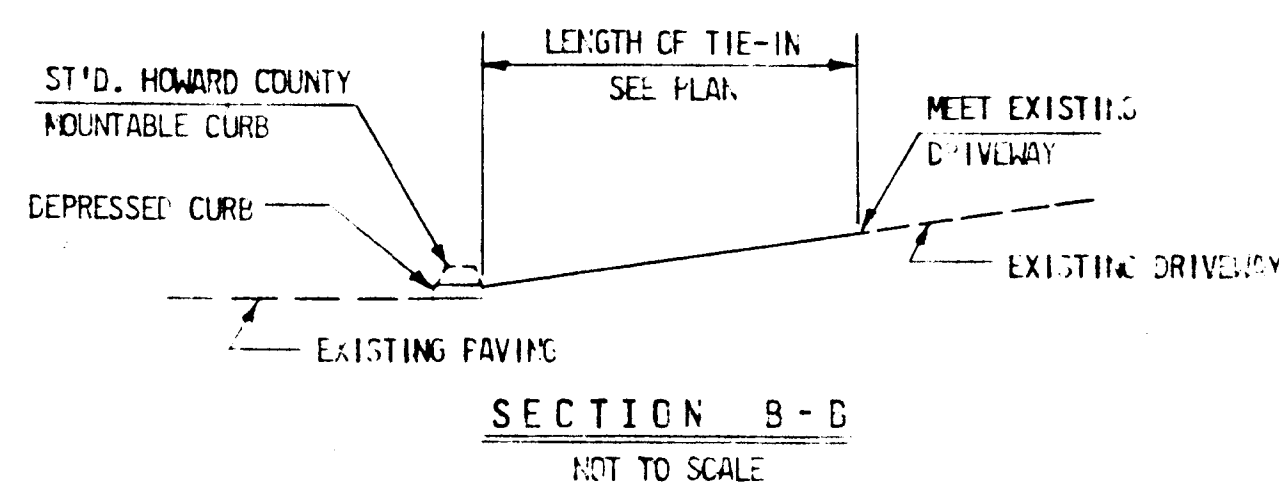 LENGTH OF TIE-IN
SEE PLAN
ST'D. HOWARD COUNTY
MOUNTABLE CURB
MEET EXISTING
DRIVEWAY
DEPRESSED CURB
EXISTING DRIVEWAY
EXISTING PAVING
SECTION B-B
NOT TO SCALE